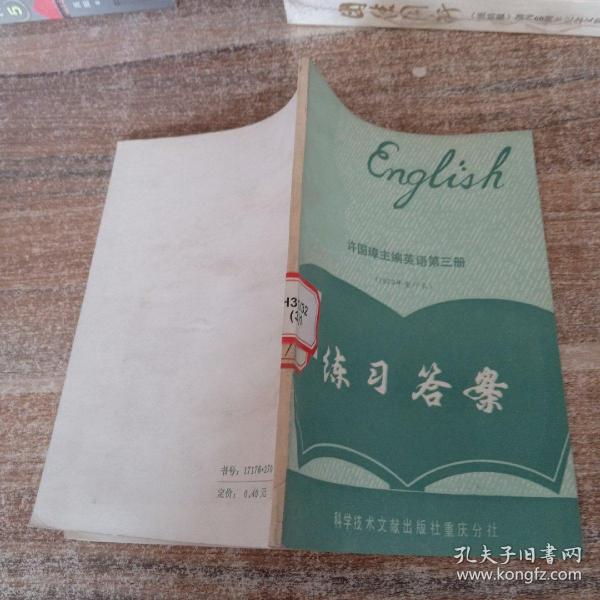 English
许国璋主编英语第三册
练习答案
科学技术文献出版社重庆分社
书号：17176·270
定价：0.40元
孔夫子旧书网
www.kongfz.com